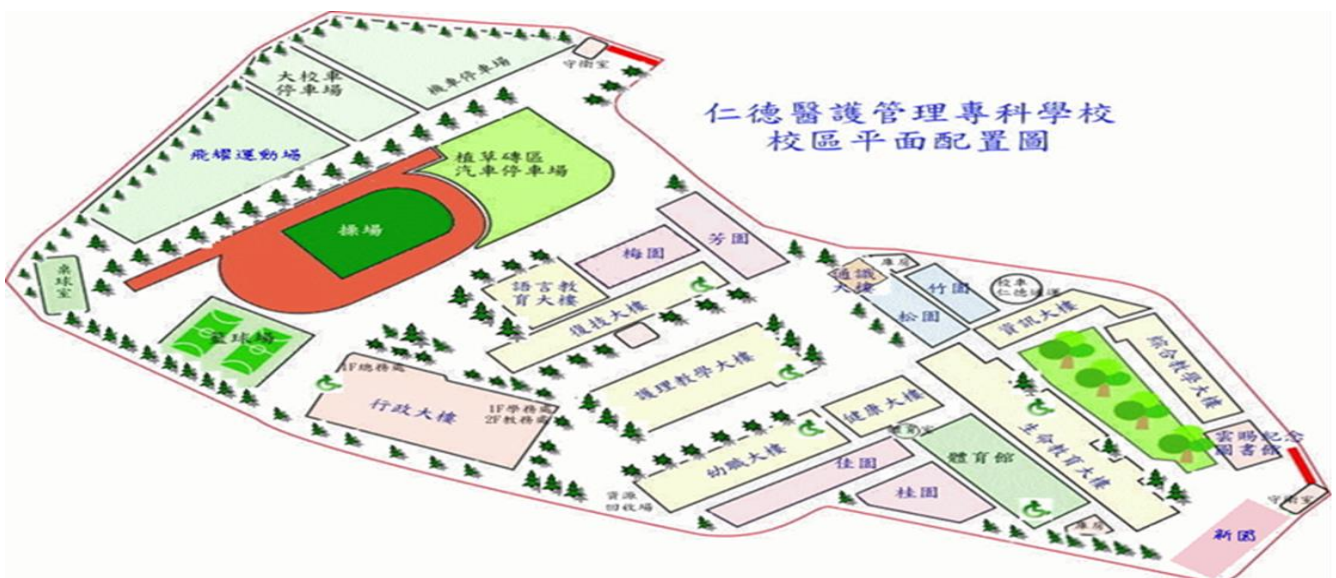 仁德醫護管理專科學校
校區平面配置圖
守衛室
機車停車場
大校車
停車場
飛耀運動場
植草磚區
汽車停車場
操場
桌球室
籃球場
語言教
育大樓
梅園
芳園
復技大樓
通識
大樓
庫房
竹園
松園
校車
資訊大樓
綜合教學大樓
護理教學大樓
1F總務處
行政大樓
1F學務處
2F教務處
健康大樓
幼職大樓
佳園
桂園
體育館
生命教育大樓
雲賜紀念
圖書館
資源
回收場
庫房
守衛室
新園